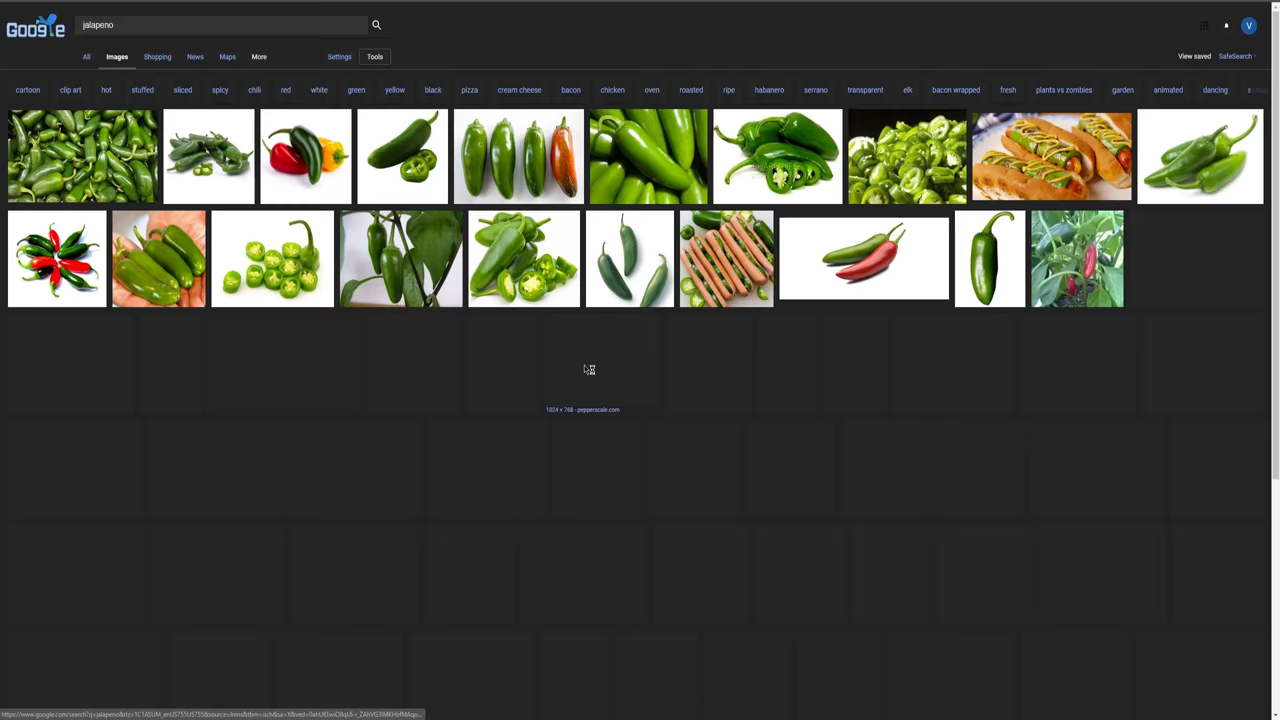 Google
jalapeno
V
All Images Shopping News Maps More Settings Tools View saved SafeSearch
cartoon clip art hot stuffed sliced spicy chili red white green yellow black pizza cream cheese bacon chicken oven roasted ripe habanero serrano transparent elk bacon wrapped fresh plants vs zombies garden animated dancing
1024 × 768 - pepperscale.com